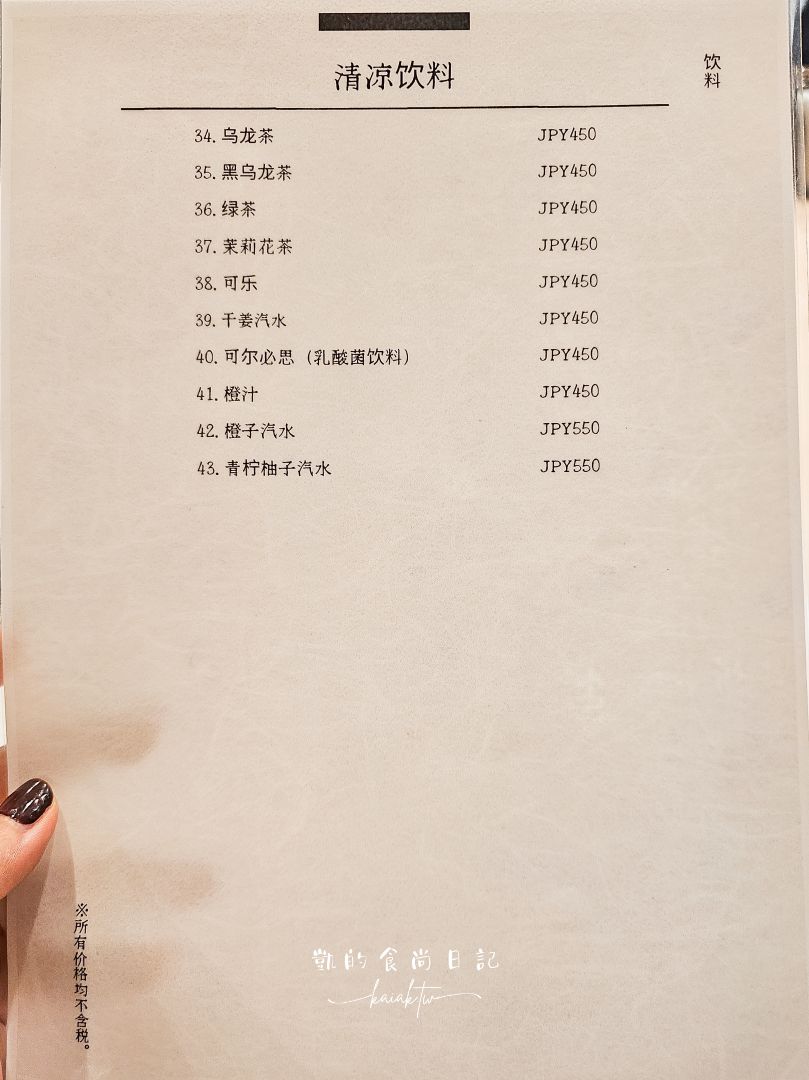 清凉饮料
饮料
34. 乌龙茶 JPY450
35. 黑乌龙茶 JPY450
36. 绿茶 JPY450
37. 茉莉花茶 JPY450
38. 可乐 JPY450
39. 干姜汽水 JPY450
40. 可尔必思（乳酸菌饮料） JPY450
41. 橙汁 JPY450
42. 橙子汽水 JPY550
43. 青柠柚子汽水 JPY550
※所有价格均不含税。
凱的食尚日記
kaiak.tw